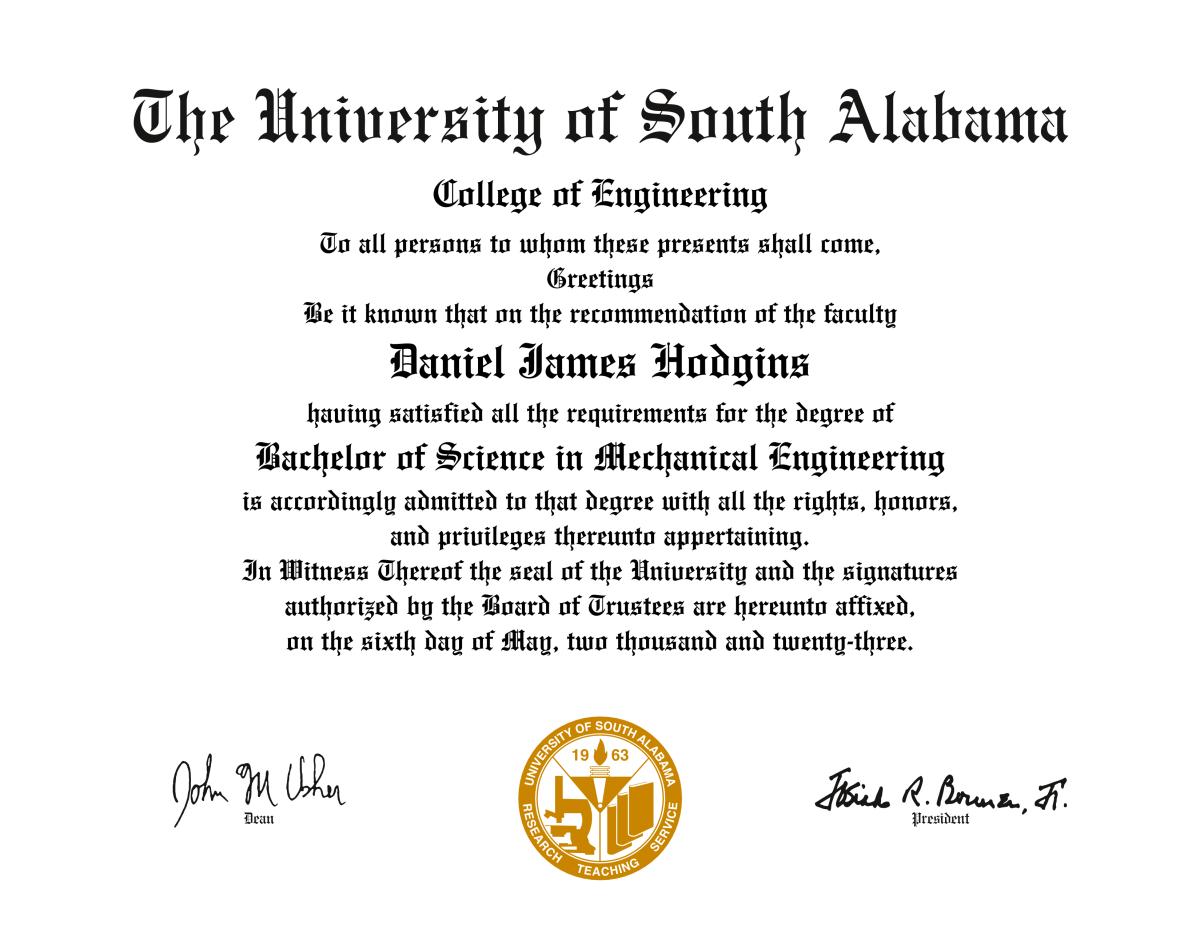 The University of South Alabama
College of Engineering
To all persons to whom these presents shall come,
Greetings
Be it known that on the recommendation of the faculty
Daniel James Hodgins
having satisfied all the requirements for the degree of
Bachelor of Science in Mechanical Engineering
is accordingly admitted to that degree with all the rights, honors,
and privileges thereunto appertaining.
In Witness Thereof the seal of the University and the signatures
authorized by the Board of Trustees are hereunto affixed,
on the sixth day of May, two thousand and twenty-three.
John M Usher
Dean
UNIVERSITY OF SOUTH ALABAMA
19 63
RESEARCH TEACHING SERVICE
R. Bonner, Jr.
President